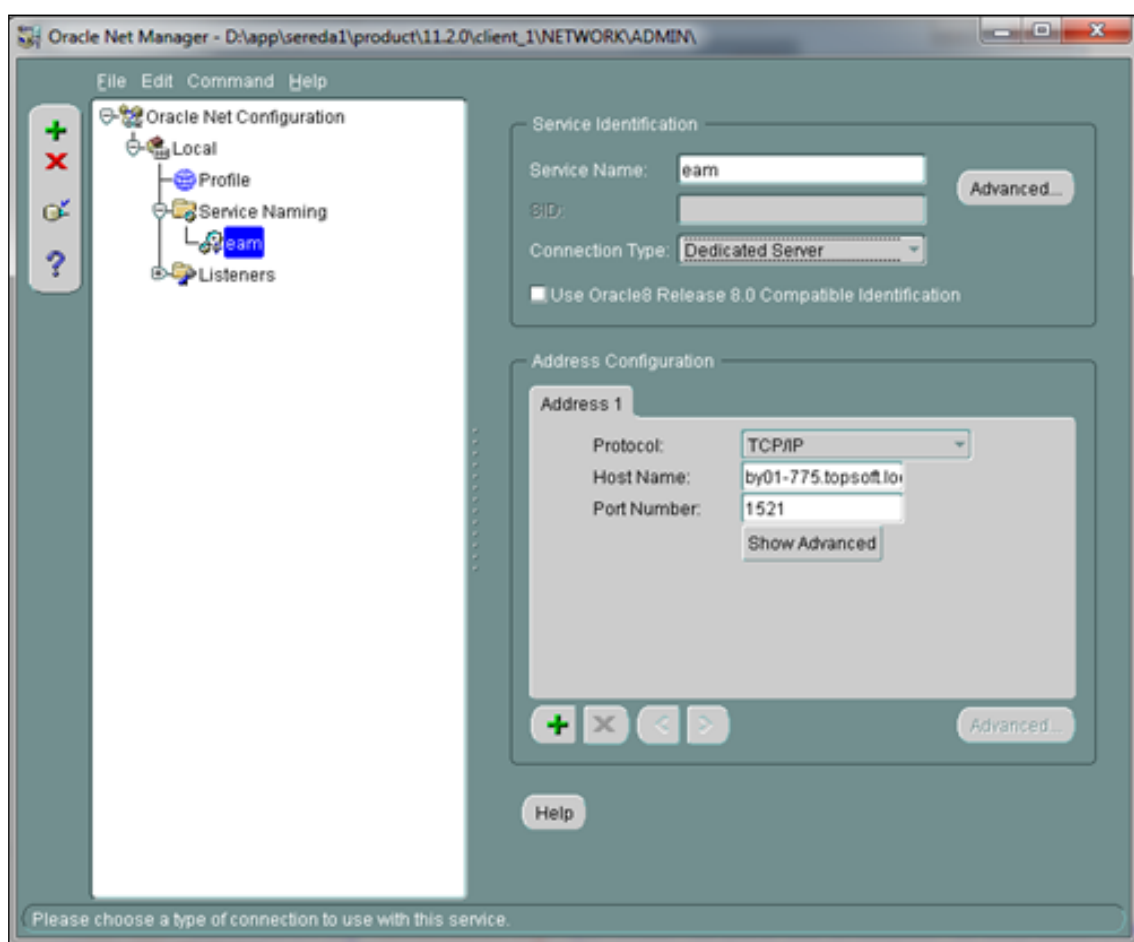 Oracle Net Manager - D:\app\sereda1\product\11.2.0\client_1\NETWORK\ADMIN\
File Edit Command Help
Oracle Net Configuration
Local
Profile
Service Naming
eam
Listeners
Service Identification
Service Name: eam
Advanced...
SID:
Connection Type: Dedicated Server
Use Oracle8 Release 8.0 Compatible Identification
Address Configuration
Address 1
Protocol: TCP/IP
Host Name: by01-775.topsoft.lo
Port Number: 1521
Show Advanced
Advanced...
Help
Please choose a type of connection to use with this service.